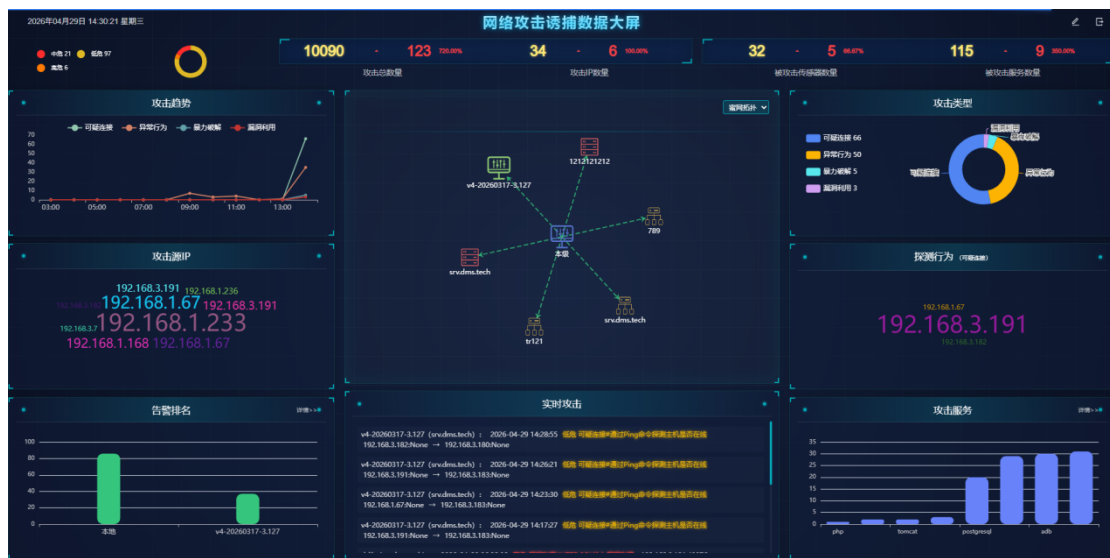 2026年04月29日 14:30:21 星期三
网络攻击诱捕数据大屏
中危 21 低危 97
高危 6
10090 - 123 720.00%
攻击总数量
34 - 6 100.00%
攻击IP数量
32 - 5 66.67%
被攻击传感器数量
115 - 9 350.00%
被攻击服务数量
攻击趋势
可疑连接 异常行为 暴力破解 漏洞利用
70
60
50
40
30
20
10
0
03:00 05:00 07:00 09:00 11:00 13:00
蜜网拓扑
1212121212
v4-20260317-3.127
789
本级
srv.dms.tech
srv.dms.tech
tr121
攻击类型
可疑连接 66
异常行为 50
暴力破解 5
漏洞利用 3
漏洞利用
暴力破解
可疑连接
异常行为
攻击源IP
192.168.3.191 192.168.1.236
192.168.1.67 192.168.3.191
192.168.3.7 192.168.1.233
192.168.1.168 192.168.1.67
探测行为 (可疑连接)
192.168.1.67
192.168.3.191
192.168.3.182
告警排名
详情>>
100
80
60
40
20
0
本地 v4-20260317-3.127
实时攻击
v4-20260317-3.127 (srv.dms.tech) : 2026-04-29 14:28:55 低危 可疑连接#通过Ping命令探测主机是否在线
192.168.3.182:None → 192.168.3.180:None
v4-20260317-3.127 (srv.dms.tech) : 2026-04-29 14:26:21 低危 可疑连接#通过Ping命令探测主机是否在线
192.168.3.191:None → 192.168.3.183:None
v4-20260317-3.127 (srv.dms.tech) : 2026-04-29 14:23:30 低危 可疑连接#通过Ping命令探测主机是否在线
192.168.1.67:None → 192.168.3.183:None
v4-20260317-3.127 (srv.dms.tech) : 2026-04-29 14:17:27 低危 可疑连接#通过Ping命令探测主机是否在线
192.168.3.191:None → 192.168.3.183:None
攻击服务
详情>>
35
30
25
20
15
10
5
0
php tomcat postgresql adb